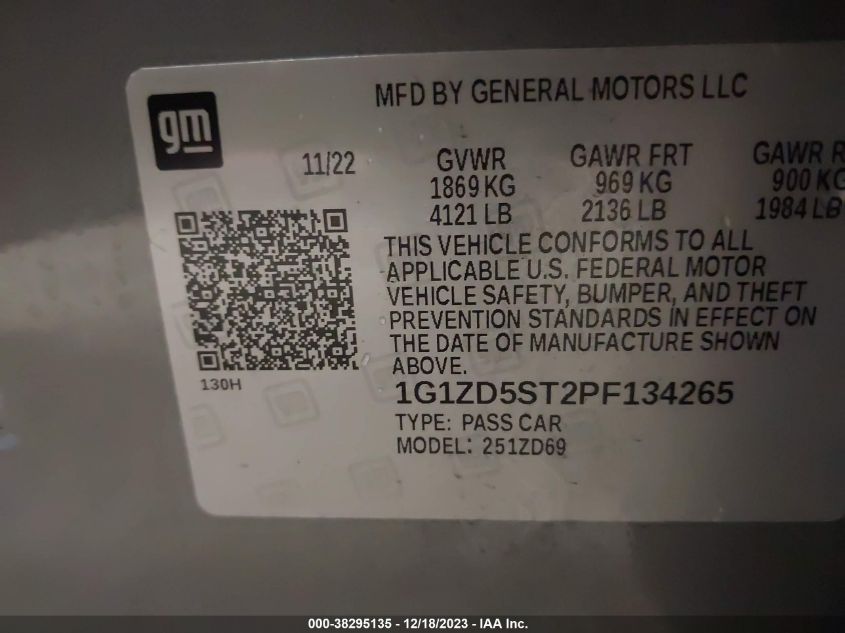 MFD BY GENERAL MOTORS LLC
gm
11/22
GVWR GAWR FRT GAWR R
1869 KG 969 KG 900 KG
4121 LB 2136 LB 1984 LB
THIS VEHICLE CONFORMS TO ALL
APPLICABLE U.S. FEDERAL MOTOR
VEHICLE SAFETY, BUMPER, AND THEFT
PREVENTION STANDARDS IN EFFECT ON
THE DATE OF MANUFACTURE SHOWN
ABOVE.
130H
1G1ZD5ST2PF134265
TYPE: PASS CAR
MODEL: 251ZD69
000-38295135 - 12/18/2023 - IAA Inc.